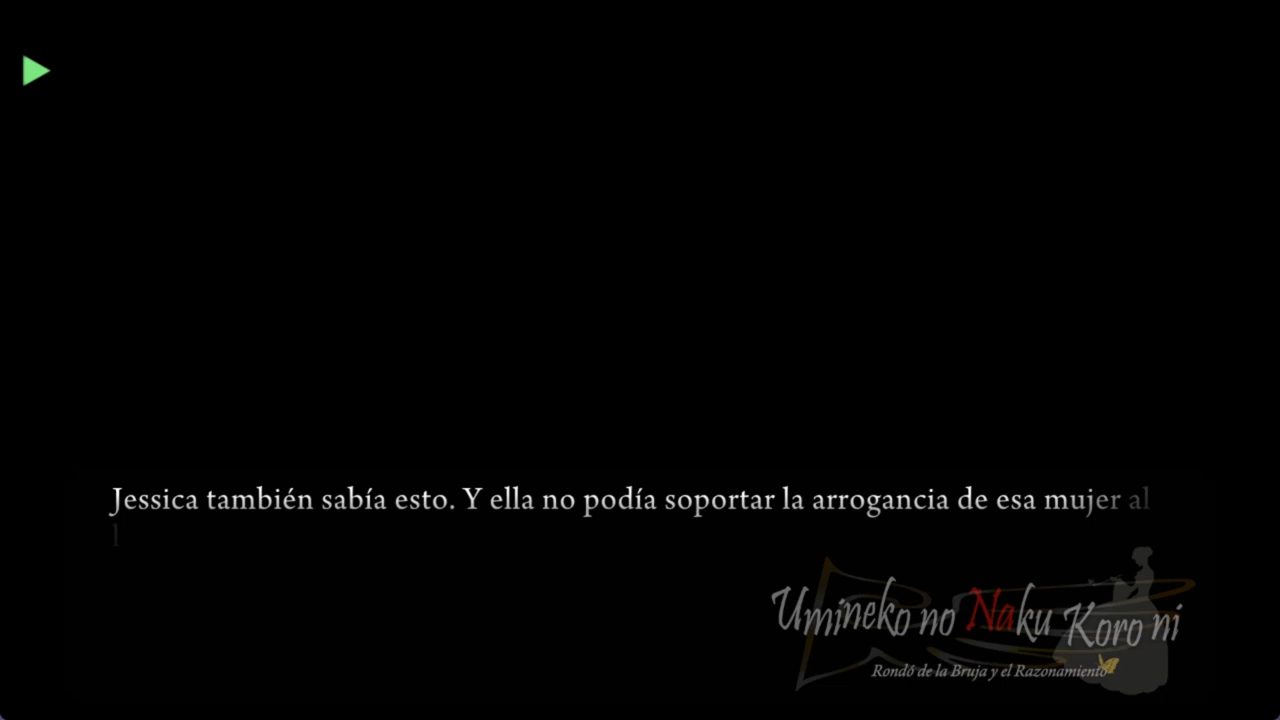 Jessica también sabía esto. Y ella no podía soportar la arrogancia de esa mujer al
l
Umineko no Naku Koro ni
Rondó de la Bruja y el Razonamiento